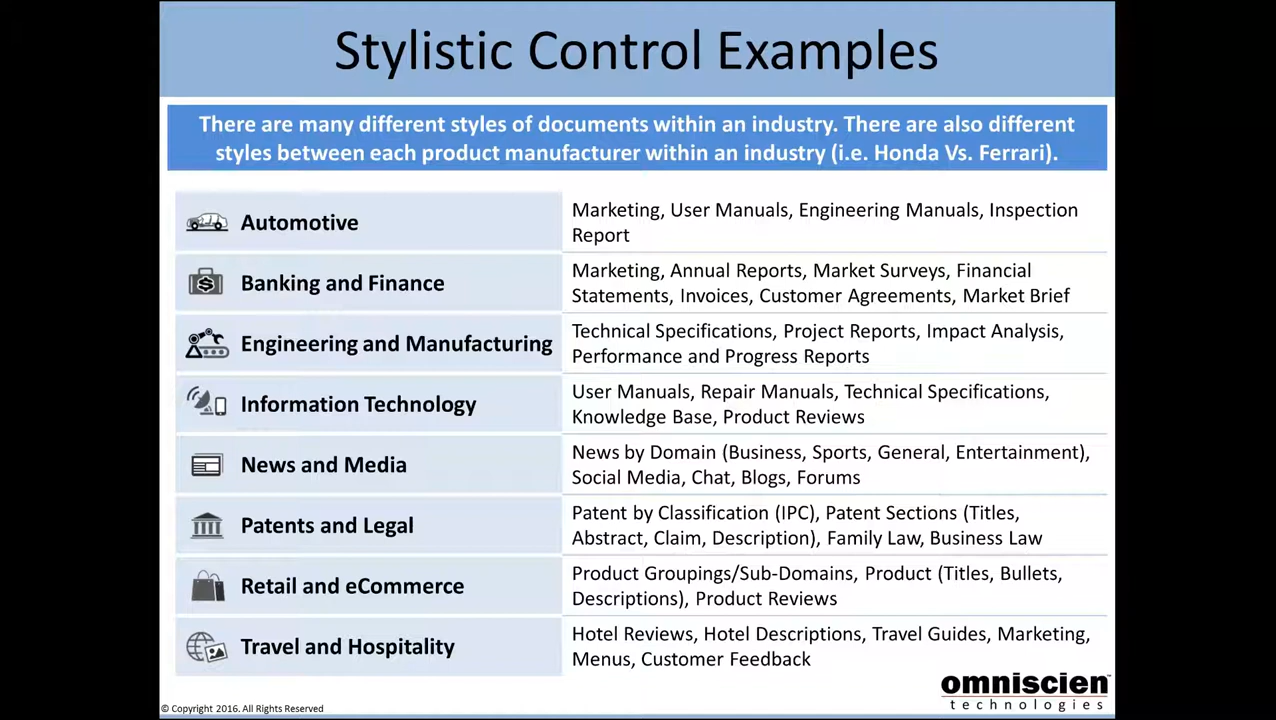 Stylistic Control Examples
There are many different styles of documents within an industry. There are also different
styles between each product manufacturer within an industry (i.e. Honda Vs. Ferrari).
Automotive
Marketing, User Manuals, Engineering Manuals, Inspection
Report
Banking and Finance
Marketing, Annual Reports, Market Surveys, Financial
Statements, Invoices, Customer Agreements, Market Brief
Engineering and Manufacturing
Technical Specifications, Project Reports, Impact Analysis,
Performance and Progress Reports
Information Technology
User Manuals, Repair Manuals, Technical Specifications,
Knowledge Base, Product Reviews
News and Media
News by Domain (Business, Sports, General, Entertainment),
Social Media, Chat, Blogs, Forums
Patents and Legal
Patent by Classification (IPC), Patent Sections (Titles,
Abstract, Claim, Description), Family Law, Business Law
Retail and eCommerce
Product Groupings/Sub-Domains, Product (Titles, Bullets,
Descriptions), Product Reviews
Travel and Hospitality
Hotel Reviews, Hotel Descriptions, Travel Guides, Marketing,
Menus, Customer Feedback
omniscien™
technologies
© Copyright 2016. All Rights Reserved